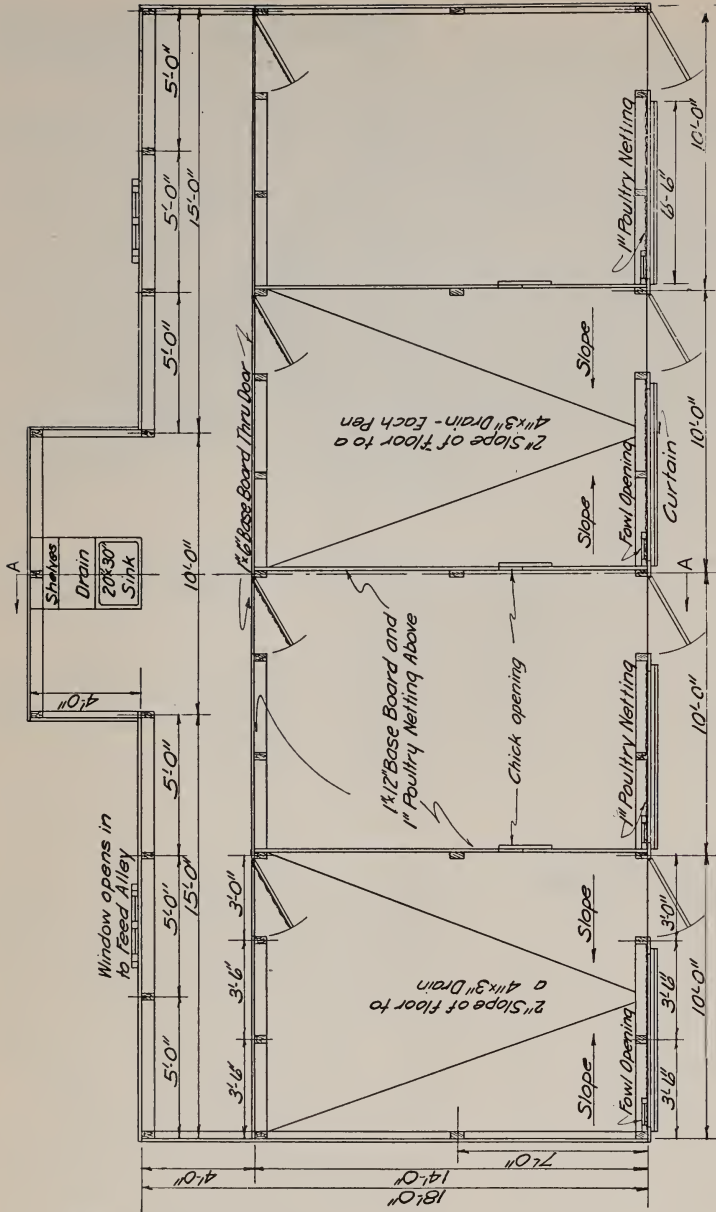 A
Shelves
Drain
20"x30"
Sink
4'-0"
10'-0"
Window opens in
to Feed Alley
5'-0"
5'-0"
5'-0"
15'-0"
5'-0"
5'-0"
5'-0"
15'-0"
1"x6" Base Board Thru Door
3'-6"
3'-6"
3'-0"
4'-0"
14'-0"
18'-0"
7'-0"
2" Slope of Floor to
a 4"x3" Drain
1"x12" Base Board and
1" Poultry Netting Above
Chick opening
2" Slope of Floor to a
4"x3" Drain - Each Pen
Slope
Slope
Slope
Slope
Fowl Opening
1" Poultry Netting
Fowl Opening
1" Poultry Netting
3'-6"
3'-6"
3'-0"
Curtain
6'-6"
A
10'-0"
10'-0"
10'-0"
10'-0"